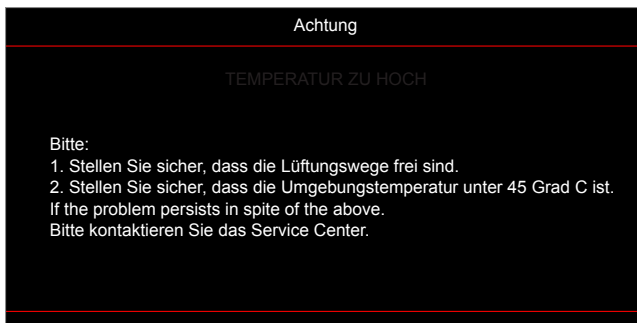 Achtung
TEMPERATUR ZU HOCH
Bitte:
1. Stellen Sie sicher, dass die Lüftungswege frei sind.
2. Stellen Sie sicher, dass die Umgebungstemperatur unter 45 Grad C ist.
If the problem persists in spite of the above.
Bitte kontaktieren Sie das Service Center.